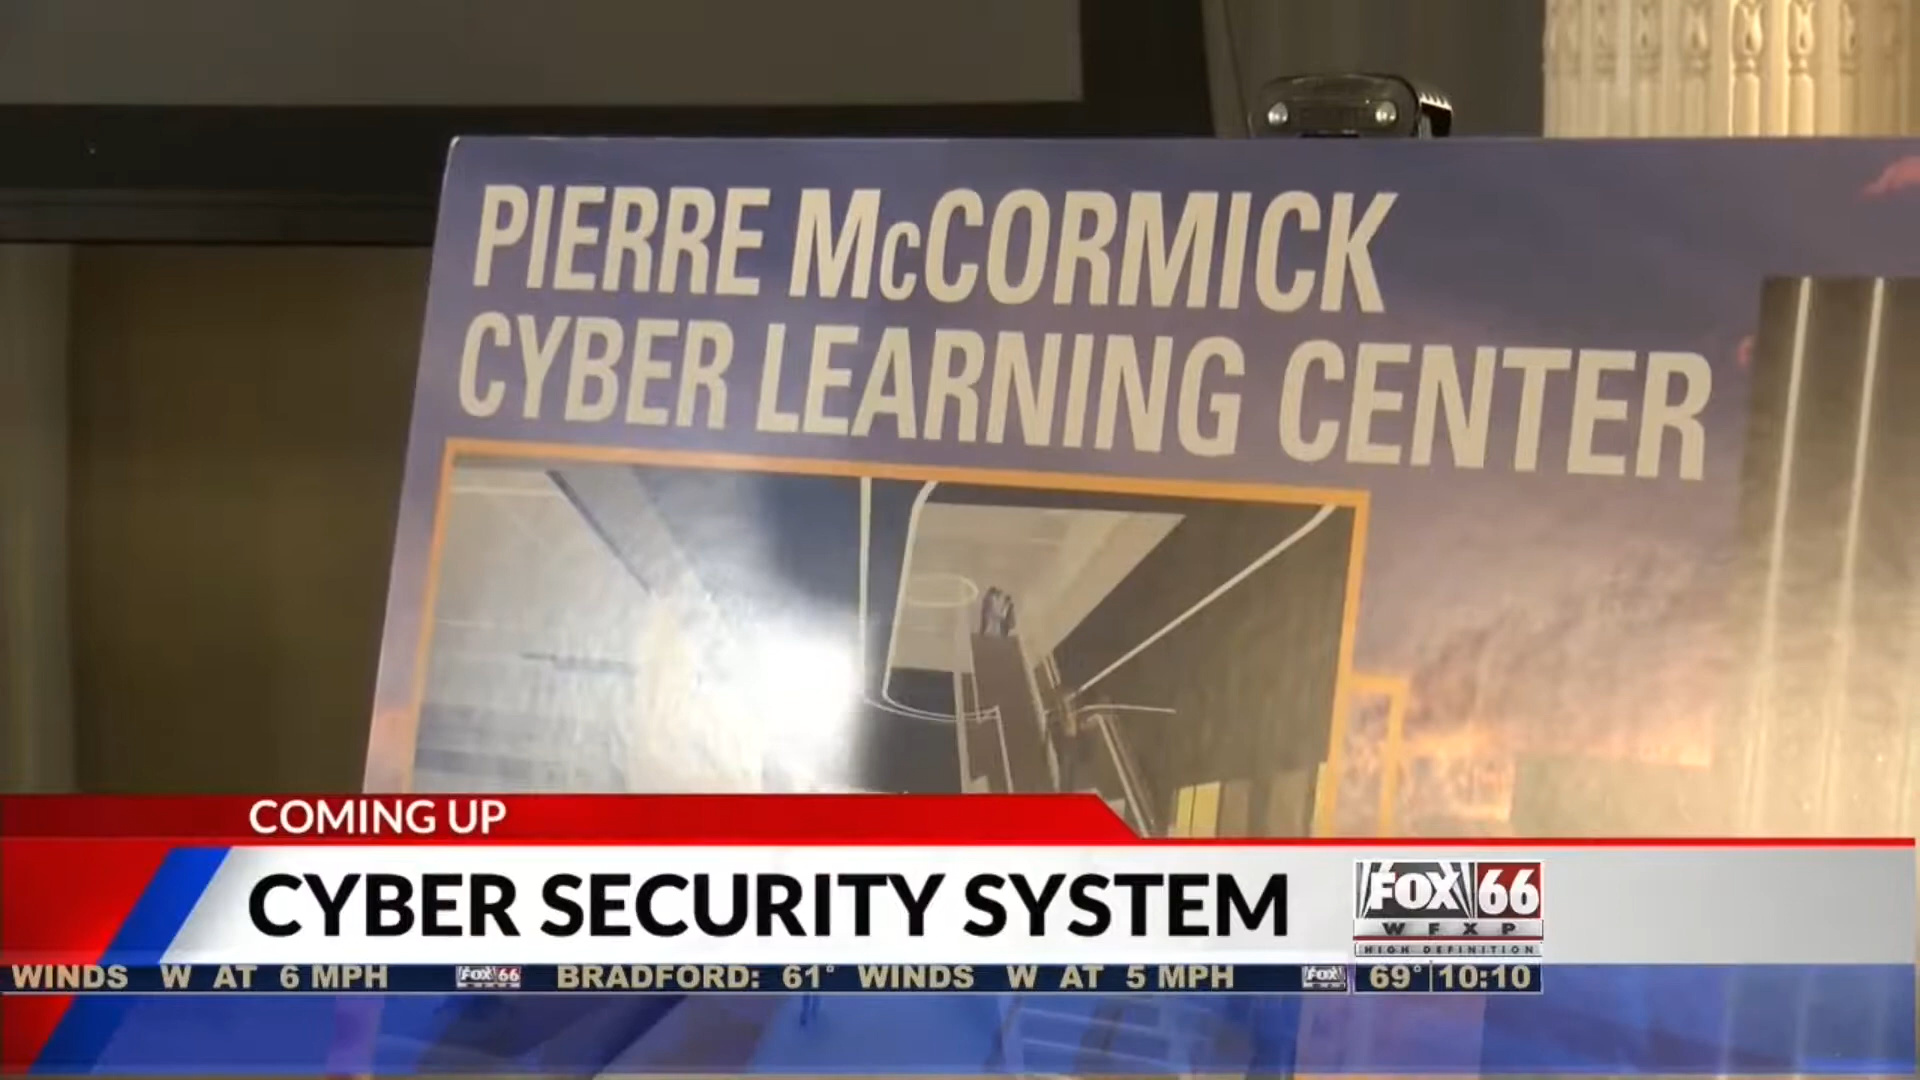 PIERRE McCORMICK
CYBER LEARNING CENTER
COMING UP
CYBER SECURITY SYSTEM
FOX 66
WFXP
HIGH DEFINITION
WINDS W AT 6 MPH FOX 66 BRADFORD: 61° WINDS W AT 5 MPH FOX 69° 10:10